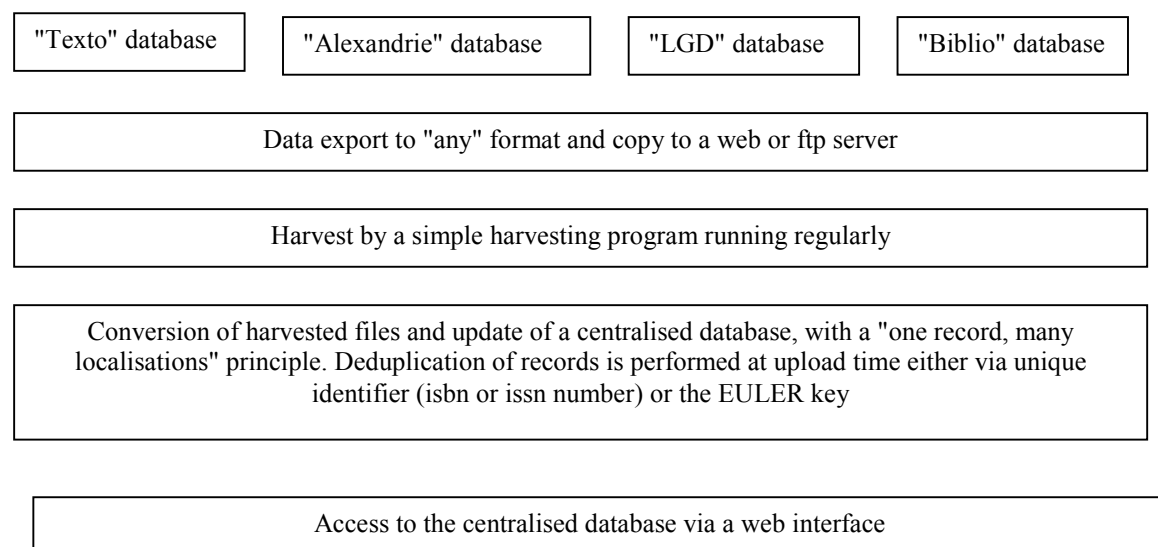 "Texto" database
"Alexandrie" database
"LGD" database
"Biblio" database
Data export to "any" format and copy to a web or ftp server
Harvest by a simple harvesting program running regularly
Conversion of harvested files and update of a centralised database, with a "one record, many
localisations" principle. Deduplication of records is performed at upload time either via unique
identifier (isbn or issn number) or the EULER key
Access to the centralised database via a web interface